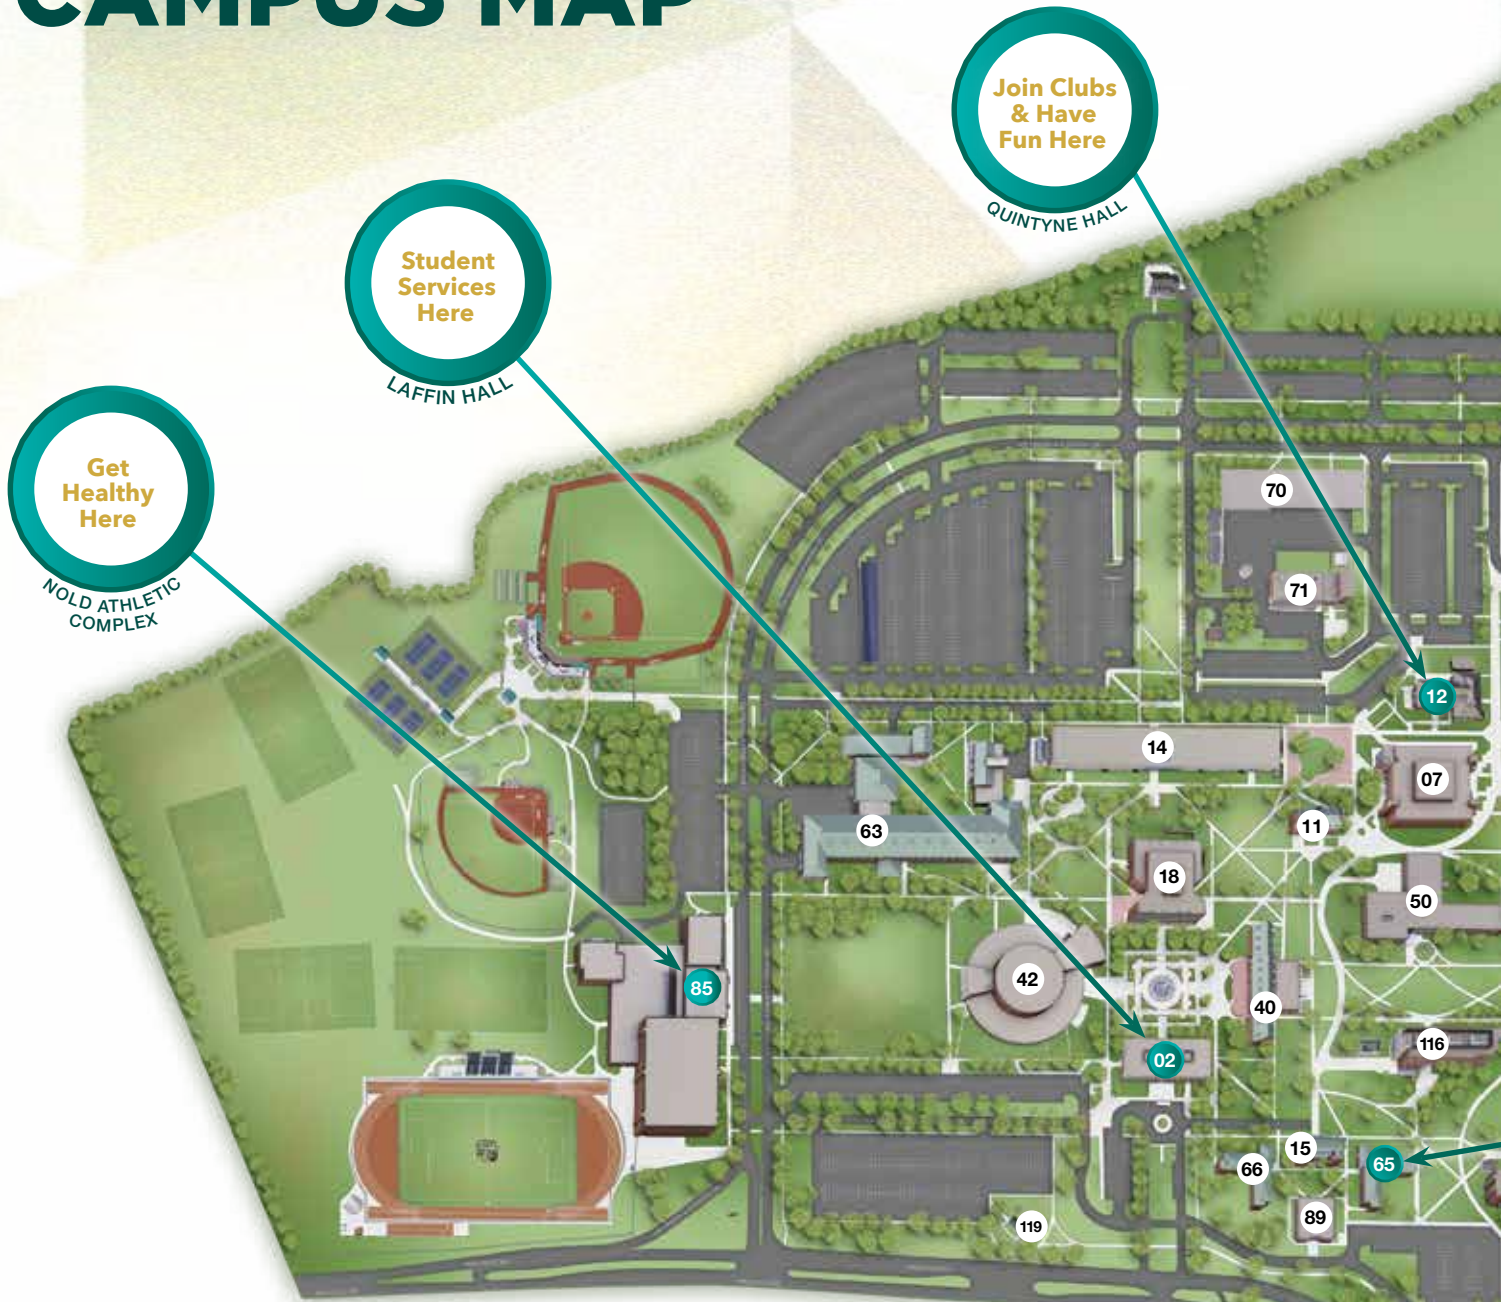 CAMPUS MAP
Join Clubs
& Have
Fun Here
QUINTYNE HALL
Student
Services
Here
LAFFIN HALL
Get
Healthy
Here
NOLD ATHLETIC
COMPLEX
70
71
12
14
07
11
63
18
50
42
85
40
116
02
15
66
65
89
119